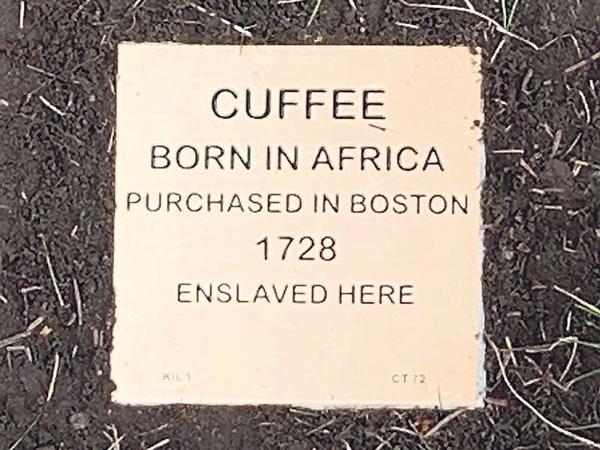 CUFFEE
BORN IN AFRICA
PURCHASED IN BOSTON
1728
ENSLAVED HERE
CT 72